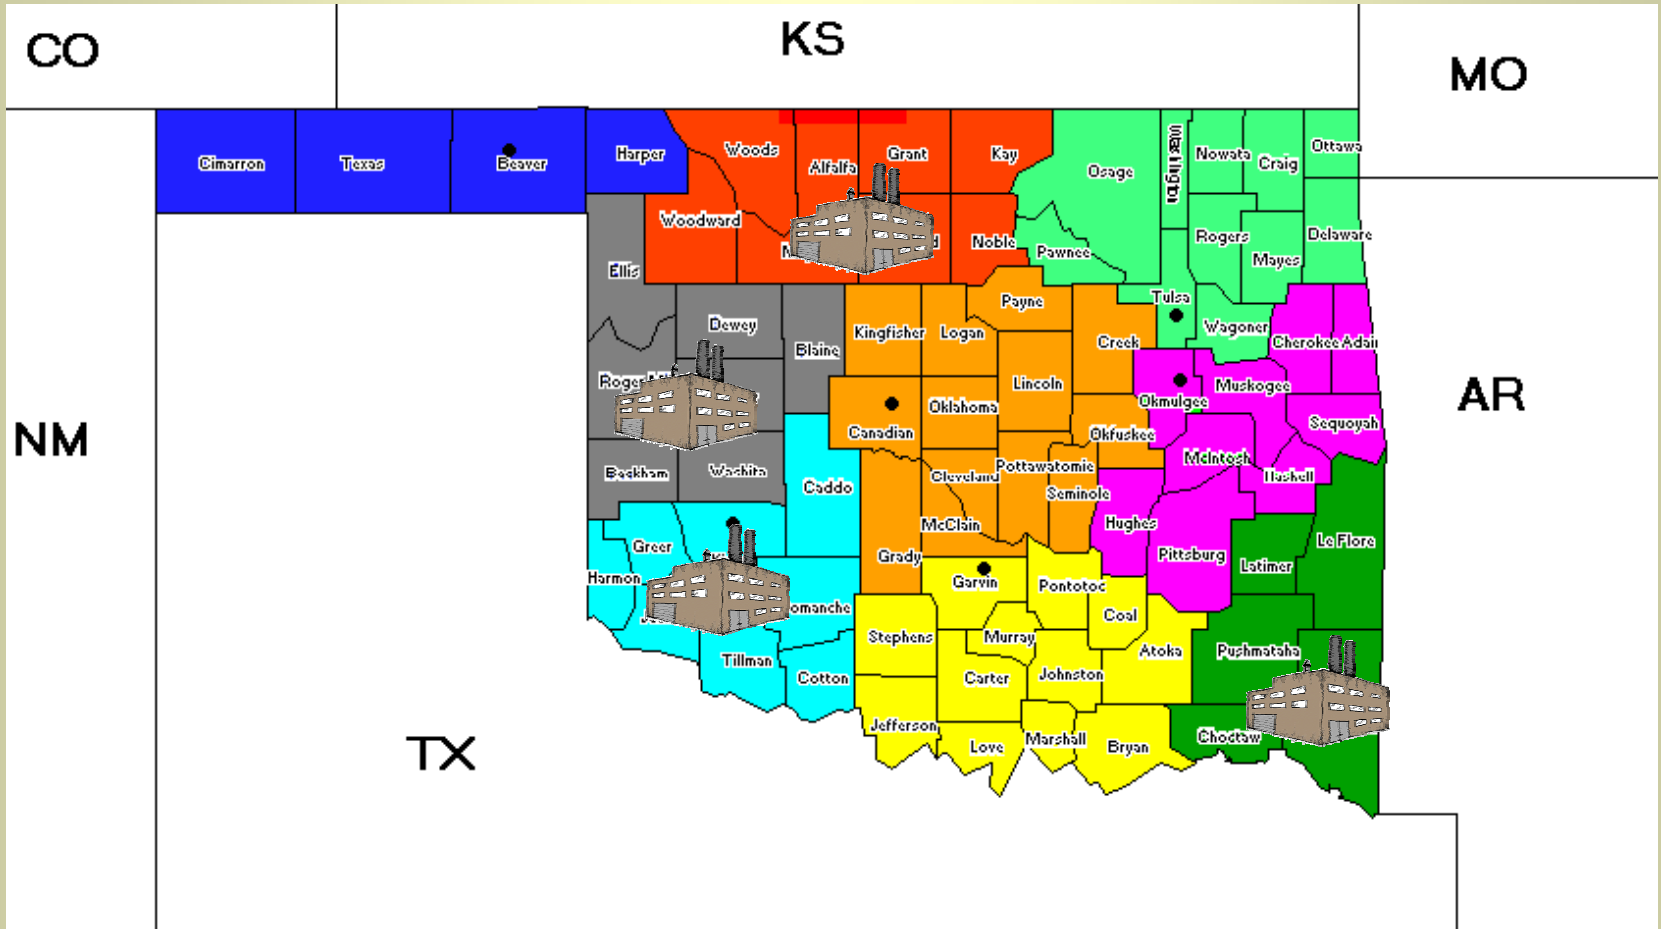 CO
KS
MO
NM
AR
TX
Cimarron
Texas
Beaver
Harper
Woods
Alfalfa
Grant
Kay
Osage
Washington
Nowata
Craig
Ottawa
Woodward
Noble
Pawnee
Rogers
Mayes
Delaware
Ellis
Dewey
Blaine
Kingfisher
Logan
Payne
Creek
Tulsa
Wagoner
Cherokee
Adair
Roger
Lincoln
Oklahoma
Canadian
Okmulgee
Muskogee
Sequoyah
Okfuskee
McIntosh
Haskell
Beckham
Washita
Caddo
Cleveland
Pottawatomie
Seminole
McClain
Hughes
Grady
Pittsburg
Latimer
Le Flore
Greer
Harmon
omanche
Garvin
Pontotoc
Coal
Stephens
Murray
Atoka
Pushmataha
Tillman
Cotton
Carter
Johnston
Jefferson
Love
Marshall
Bryan
Choctaw